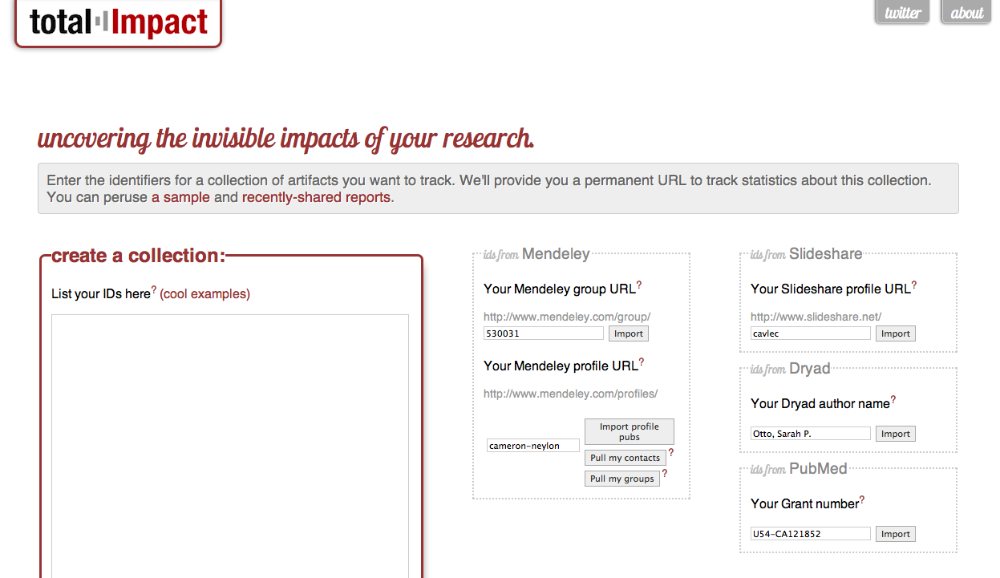 total Impact
twitter
about
uncovering the invisible impacts of your research.
Enter the identifiers for a collection of artifacts you want to track. We'll provide you a permanent URL to track statistics about this collection.
You can peruse a sample and recently-shared reports.
create a collection:
List your IDs here? (cool examples)
ids from Mendeley
Your Mendeley group URL?
http://www.mendeley.com/group/
530031 Import
Your Mendeley profile URL?
http://www.mendeley.com/profiles/
cameron-neylon
Import profile
pubs
Pull my contacts ?
Pull my groups ?
ids from Slideshare
Your Slideshare profile URL?
http://www.slideshare.net/
cavlec Import
ids from Dryad
Your Dryad author name?
Otto, Sarah P. Import
ids from PubMed
Your Grant number?
U54-CA121852 Import